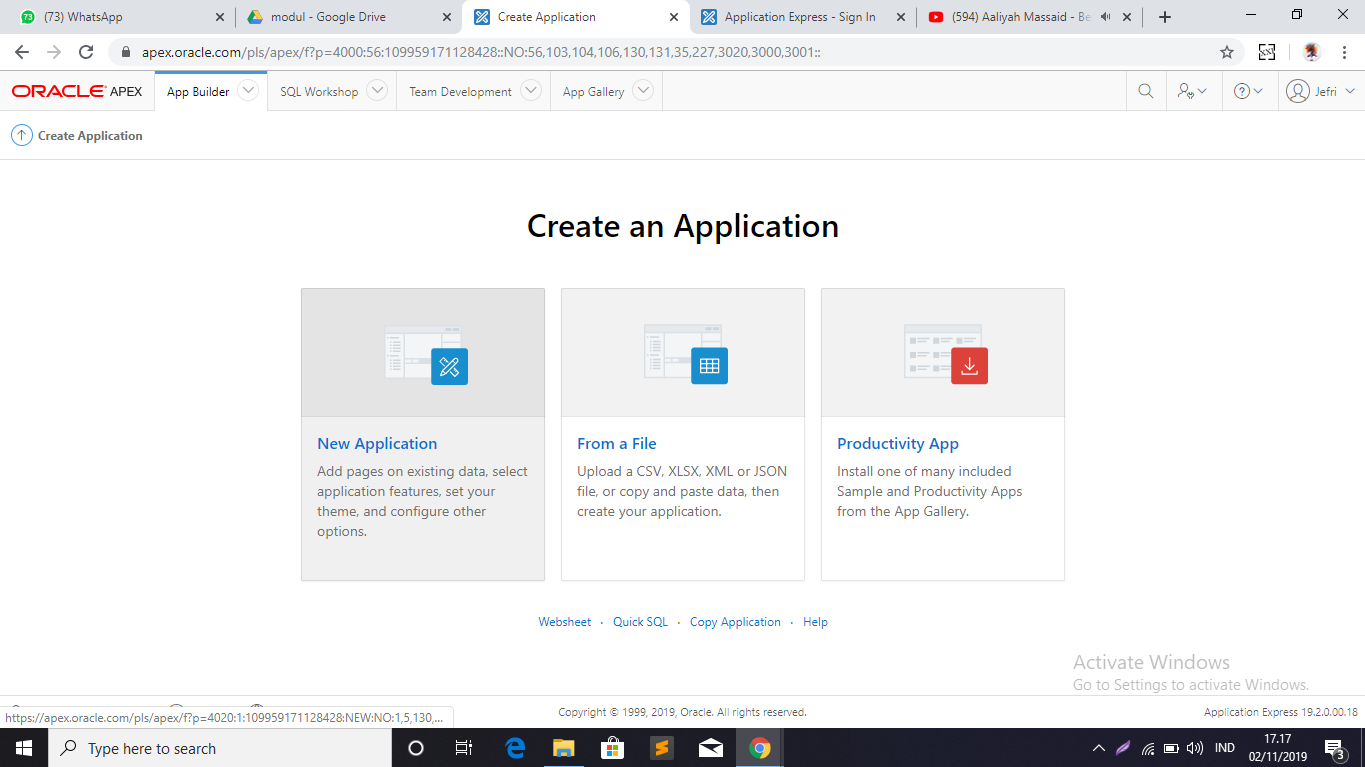 (73) WhatsApp
modul - Google Drive
Create Application
Application Express - Sign In
(594) Aaliyah Massaid - Be
apex.oracle.com/pls/apex/f?p=4000:56:109959171128428::NO:56,103,104,106,130,131,35,227,3020,3000,3001::
ORACLE APEX
App Builder
SQL Workshop
Team Development
App Gallery
Jefri
Create Application
Create an Application
New Application
Add pages on existing data, select
application features, set your
theme, and configure other
options.
From a File
Upload a CSV, XLSX, XML or JSON
file, or copy and paste data, then
create your application.
Productivity App
Install one of many included
Sample and Productivity Apps
from the App Gallery.
Websheet · Quick SQL · Copy Application · Help
Activate Windows
Go to Settings to activate Windows.
https://apex.oracle.com/pls/apex/f?p=4020:1:109959171128428:NEW:NO:1,5,130,...
Copyright © 1999, 2019, Oracle. All rights reserved.
Application Express 19.2.0.00.18
Type here to search
IND
17.17
02/11/2019
3